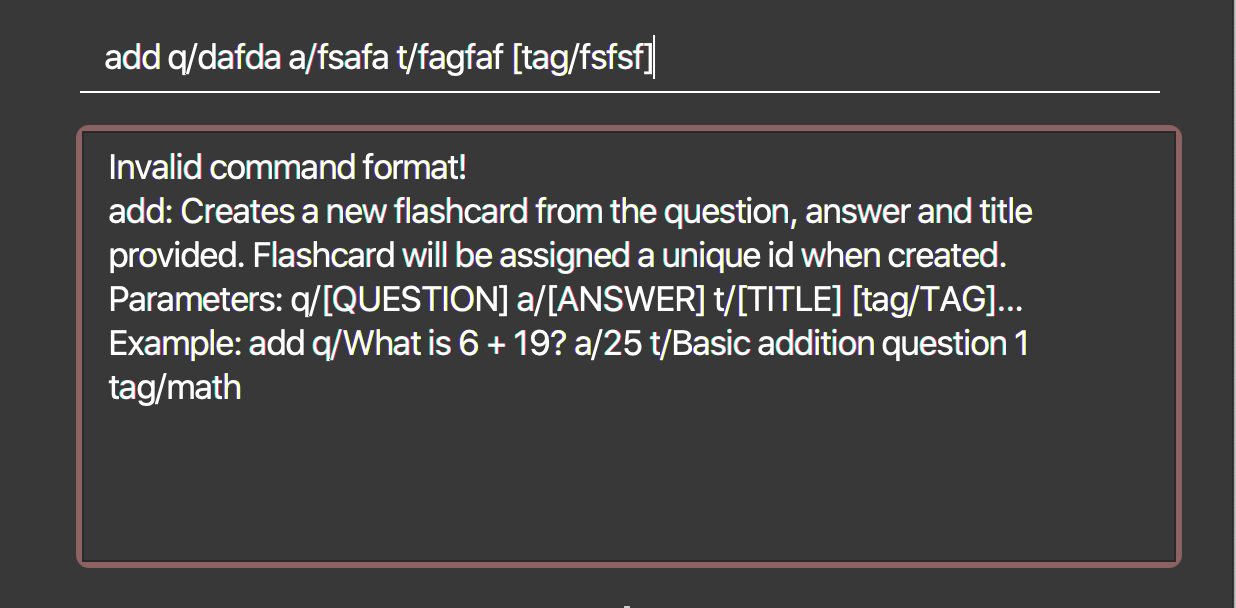 add q/dafda a/fsafa t/fagfaf [tag/fsfsf]
Invalid command format!
add: Creates a new flashcard from the question, answer and title
provided. Flashcard will be assigned a unique id when created.
Parameters: q/[QUESTION] a/[ANSWER] t/[TITLE] [tag/TAG]...
Example: add q/What is 6 + 19? a/25 t/Basic addition question 1
tag/math